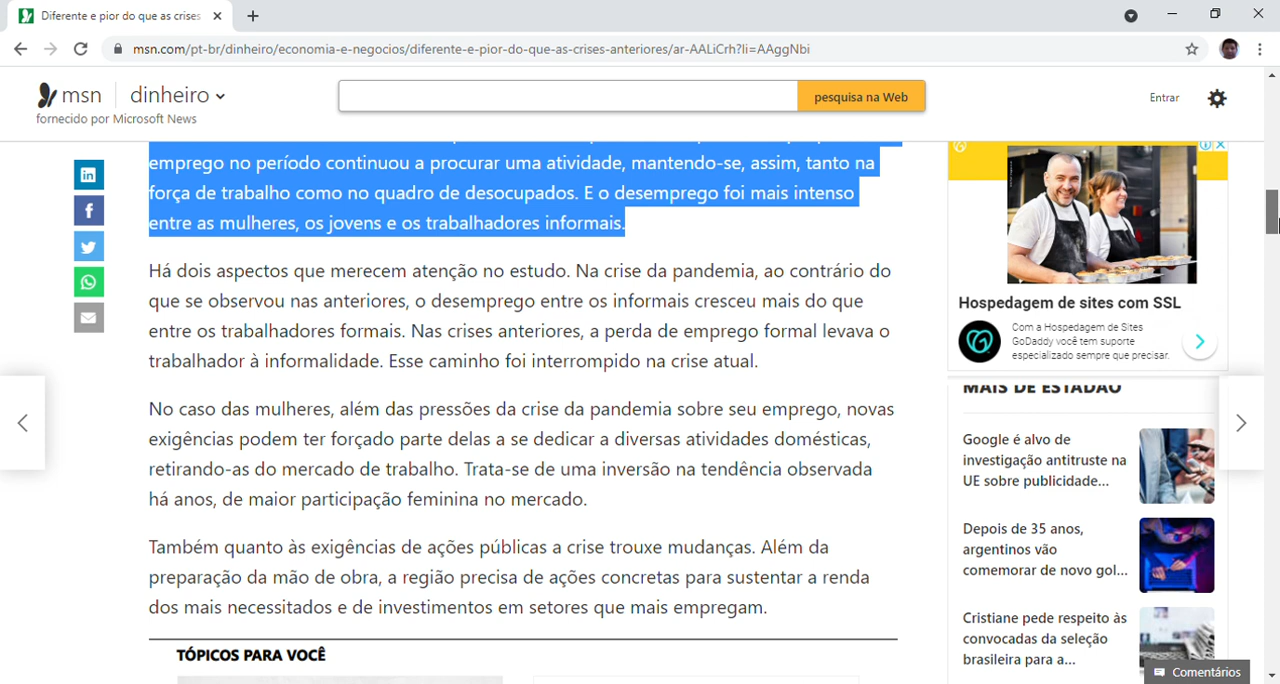 Diferente e pior do que as crises
msn.com/pt-br/dinheiro/economia-e-negocios/diferente-e-pior-do-que-as-crises-anteriores/ar-AALiCrh?li=AAggNbi
msn dinheiro
pesquisa na Web
Entrar
fornecido por Microsoft News
emprego no período continuou a procurar uma atividade, mantendo-se, assim, tanto na
força de trabalho como no quadro de desocupados. E o desemprego foi mais intenso
entre as mulheres, os jovens e os trabalhadores informais.
Há dois aspectos que merecem atenção no estudo. Na crise da pandemia, ao contrário do
que se observou nas anteriores, o desemprego entre os informais cresceu mais do que
entre os trabalhadores formais. Nas crises anteriores, a perda de emprego formal levava o
trabalhador à informalidade. Esse caminho foi interrompido na crise atual.
No caso das mulheres, além das pressões da crise da pandemia sobre seu emprego, novas
exigências podem ter forçado parte delas a se dedicar a diversas atividades domésticas,
retirando-as do mercado de trabalho. Trata-se de uma inversão na tendência observada
há anos, de maior participação feminina no mercado.
Também quanto às exigências de ações públicas a crise trouxe mudanças. Além da
preparação da mão de obra, a região precisa de ações concretas para sustentar a renda
dos mais necessitados e de investimentos em setores que mais empregam.
TÓPICOS PARA VOCÊ
Hospedagem de sites com SSL
Com a Hospedagem de Sites
GoDaddy você tem suporte
especializado sempre que precisar.
MAIS DE ESTADÃO
Google é alvo de
investigação antitruste na
UE sobre publicidade...
Depois de 35 anos,
argentinos vão
comemorar de novo gol...
Cristiane pede respeito às
convocadas da seleção
brasileira para a...
Comentários